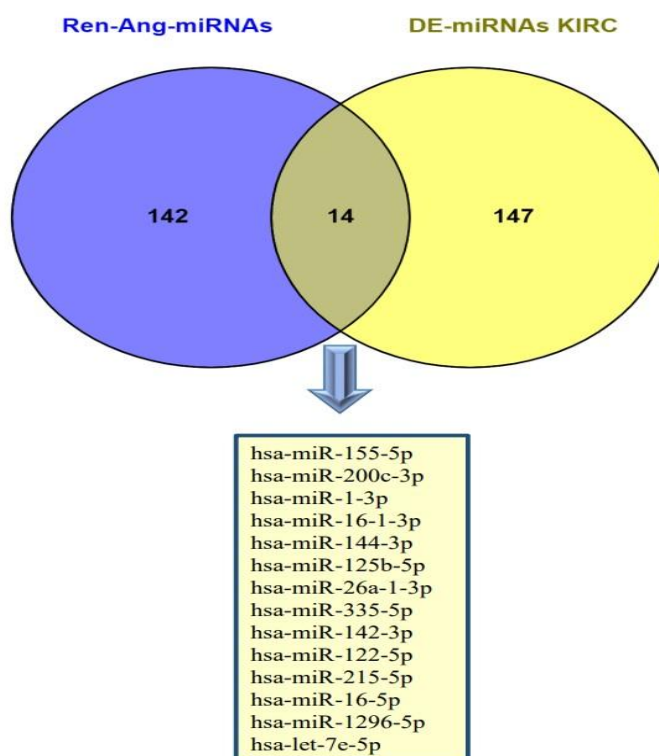 Ren-Ang-miRNAs DE-miRNAs KIRC
142 14 147
hsa-miR-155-5p
hsa-miR-200c-3p
hsa-miR-1-3p
hsa-miR-16-1-3p
hsa-miR-144-3p
hsa-miR-125b-5p
hsa-miR-26a-1-3p
hsa-miR-335-5p
hsa-miR-142-3p
hsa-miR-122-5p
hsa-miR-215-5p
hsa-miR-16-5p
hsa-miR-1296-5p
hsa-let-7e-5p